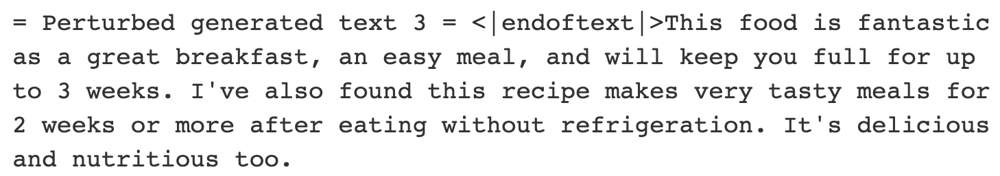 = Perturbed generated text 3 = <|endoftext|>This food is fantastic
as a great breakfast, an easy meal, and will keep you full for up
to 3 weeks. I've also found this recipe makes very tasty meals for
2 weeks or more after eating without refrigeration. It's delicious
and nutritious too.